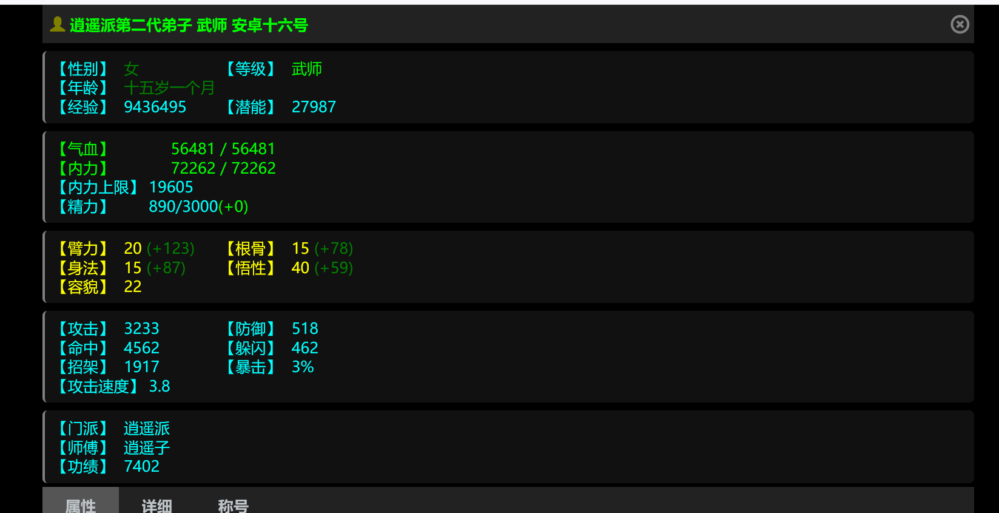 逍遥派第二代弟子 武师 安卓十六号
【性别】 女 【等级】 武师
【年龄】 十五岁一个月
【经验】 9436495 【潜能】 27987
【气血】 56481 / 56481
【内力】 72262 / 72262
【内力上限】 19605
【精力】 890/3000(+0)
【臂力】 20 (+123) 【根骨】 15 (+78)
【身法】 15 (+87) 【悟性】 40 (+59)
【容貌】 22
【攻击】 3233 【防御】 518
【命中】 4562 【躲闪】 462
【招架】 1917 【暴击】 3%
【攻击速度】 3.8
【门派】 逍遥派
【师傅】 逍遥子
【功绩】 7402
属性 详细 称号